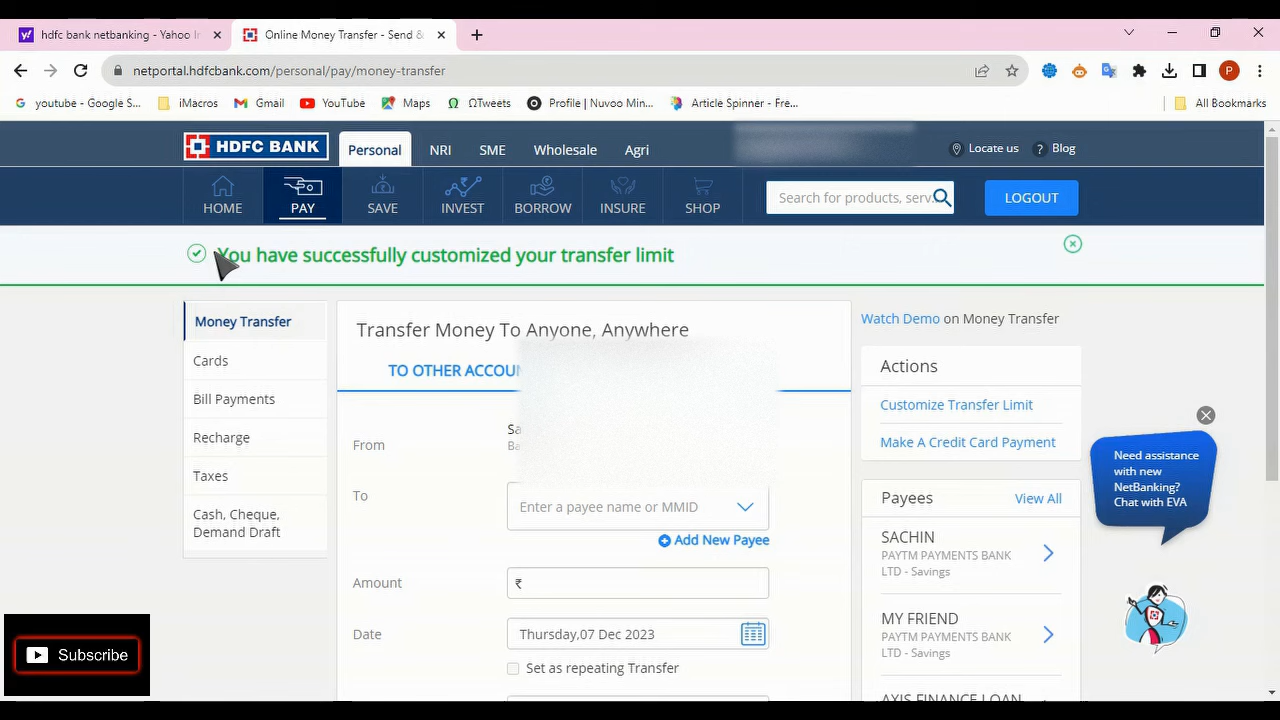 hdfc bank netbanking - Yahoo I
Online Money Transfer - Send &
netportal.hdfcbank.com/personal/pay/money-transfer
P
youtube - Google S...
iMacros
Gmail
YouTube
Maps
ΩTweets
Profile | Nuvoo Min...
Article Spinner - Fre...
All Bookmarks
HDFC BANK
Personal
NRI
SME
Wholesale
Agri
Locate us
? Blog
HOME
PAY
SAVE
INVEST
BORROW
INSURE
SHOP
Search for products, serv..
LOGOUT
You have successfully customized your transfer limit
Money Transfer
Cards
Bill Payments
Recharge
Taxes
Cash, Cheque,
Demand Draft
Transfer Money To Anyone, Anywhere
TO OTHER ACCOU
From
Sa
Ba
To
Enter a payee name or MMID
Add New Payee
Amount
₹
Date
Thursday,07 Dec 2023
Set as repeating Transfer
Watch Demo on Money Transfer
Actions
Customize Transfer Limit
Make A Credit Card Payment
Payees
View All
SACHIN
PAYTM PAYMENTS BANK
LTD - Savings
MY FRIEND
PAYTM PAYMENTS BANK
LTD - Savings
AXIS FINANCE LOAN
Need assistance
with new
NetBanking?
Chat with EVA
Subscribe